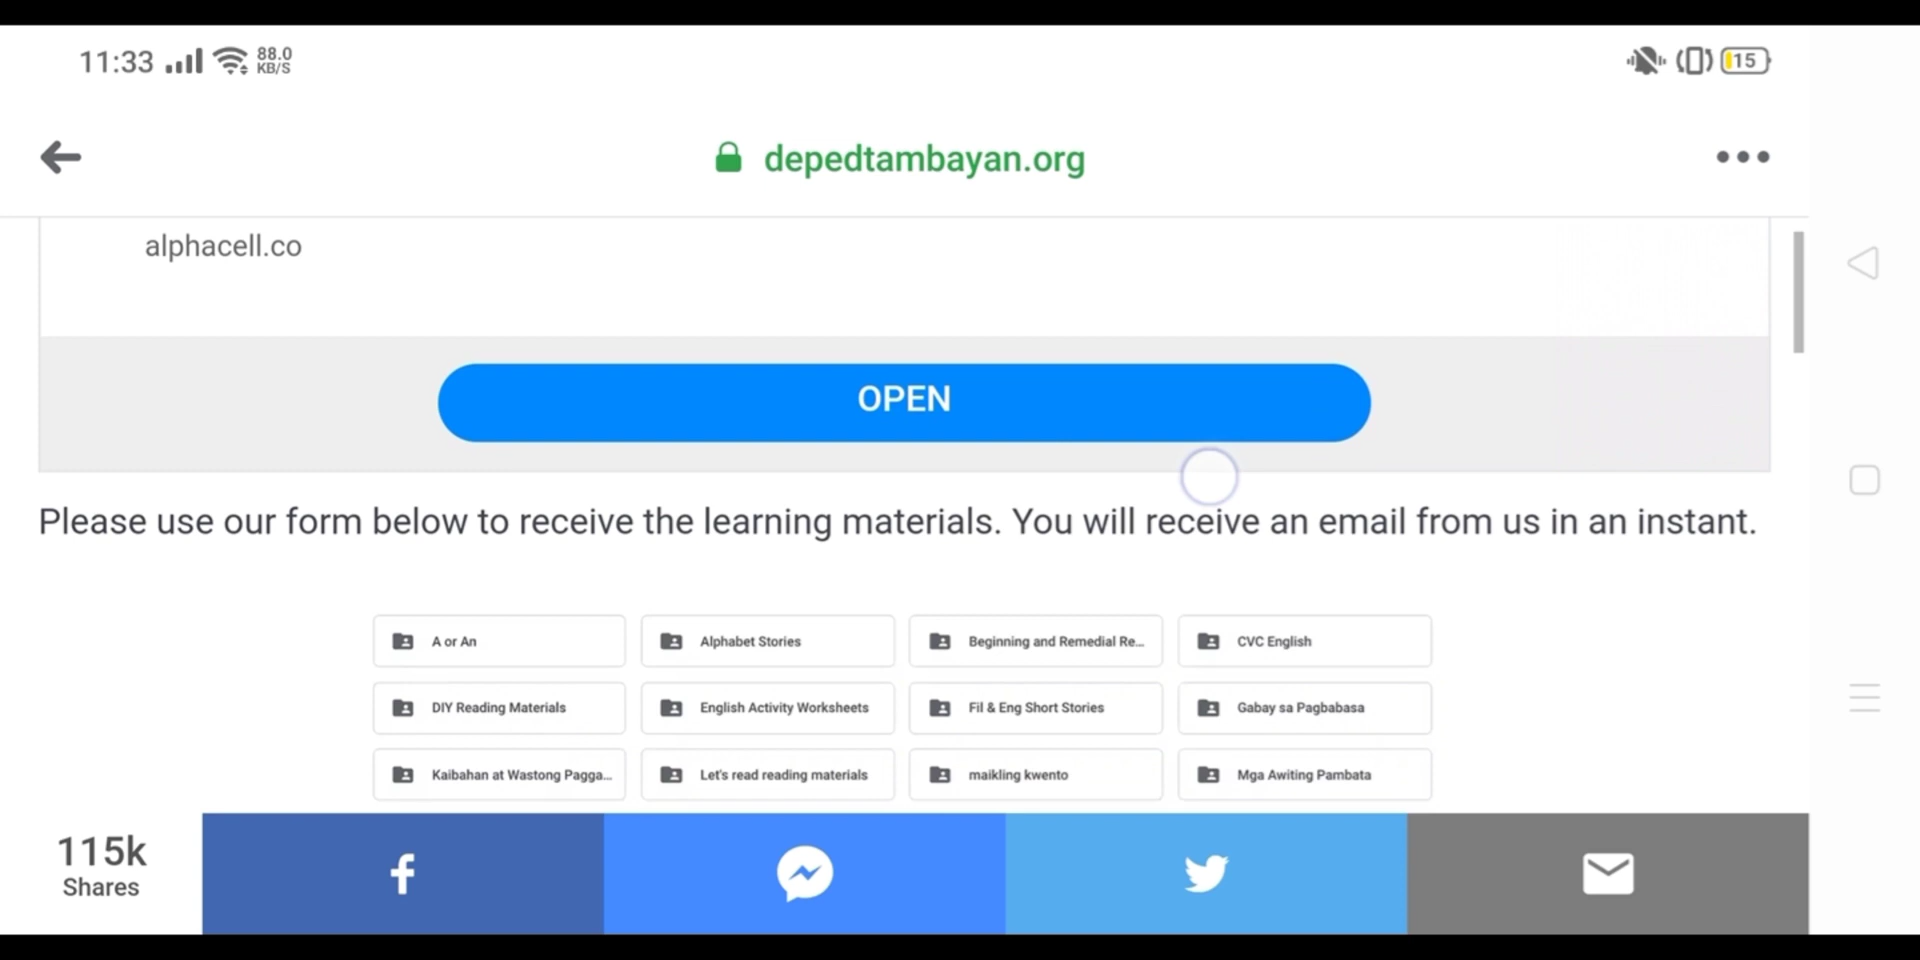 11:33 88.0 KB/S 15
depedtambayan.org
alphacell.co
OPEN
Please use our form below to receive the learning materials. You will receive an email from us in an instant.
A or An Alphabet Stories Beginning and Remedial Re... CVC English
DIY Reading Materials English Activity Worksheets Fil & Eng Short Stories Gabay sa Pagbabasa
Kaibahan at Wastong Pagga... Let's read reading materials maikling kwento Mga Awiting Pambata
115k
Shares